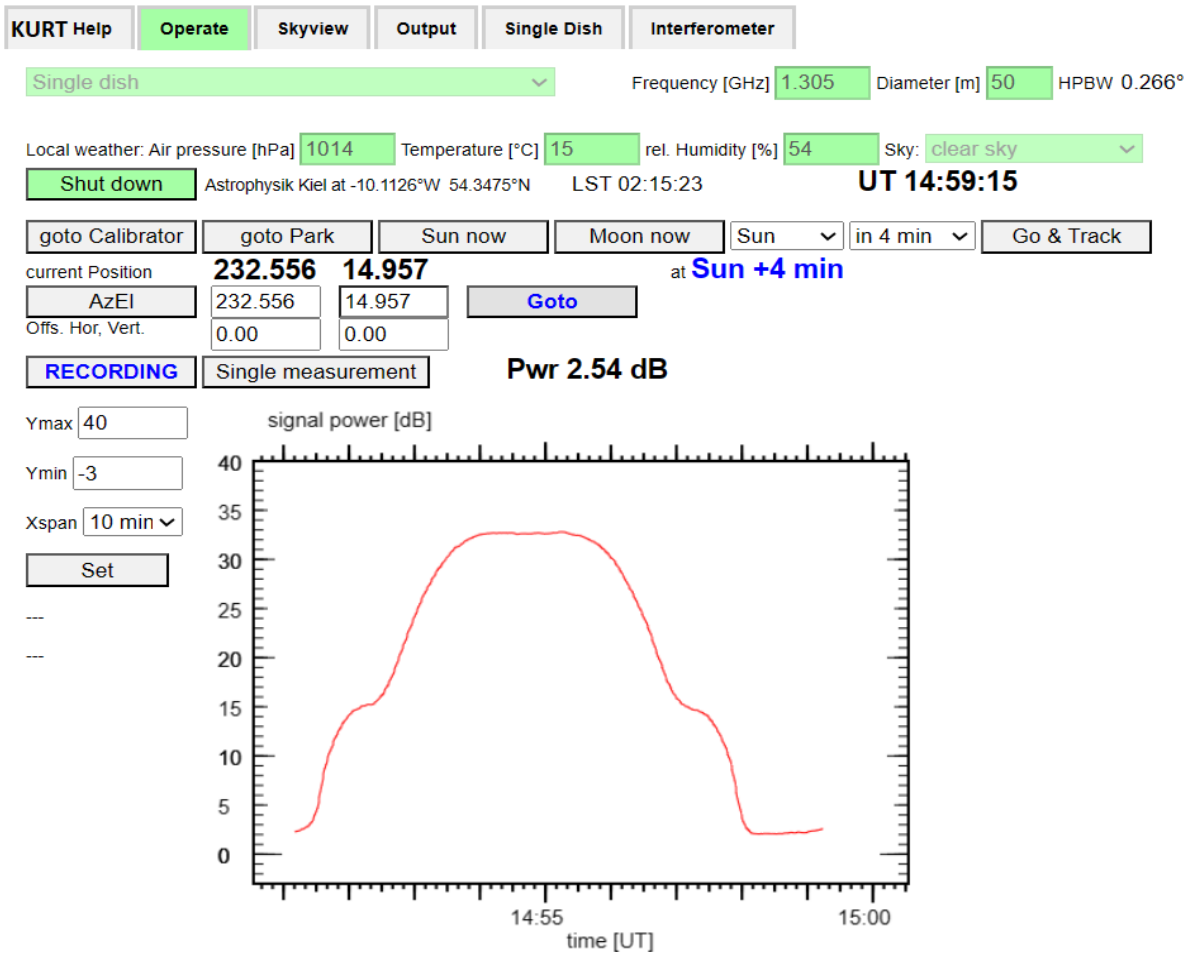 KURT Help Operate Skyview Output Single Dish Interferometer
Single dish Frequency [GHz] 1.305 Diameter [m] 50 HPBW 0.266°
Local weather: Air pressure [hPa] 1014 Temperature [°C] 15 rel. Humidity [%] 54 Sky: clear sky
Shut down Astrophysik Kiel at -10.1126°W 54.3475°N LST 02:15:23 UT 14:59:15
goto Calibrator goto Park Sun now Moon now Sun in 4 min Go & Track
current Position 232.556 14.957 at Sun +4 min
AzEl 232.556 14.957 Goto
Offs. Hor, Vert. 0.00 0.00
RECORDING Single measurement Pwr 2.54 dB
Ymax 40 signal power [dB]
Ymin -3
Xspan 10 min
Set
---
---
40
35
30
25
20
15
10
5
0
14:55 15:00
time [UT]